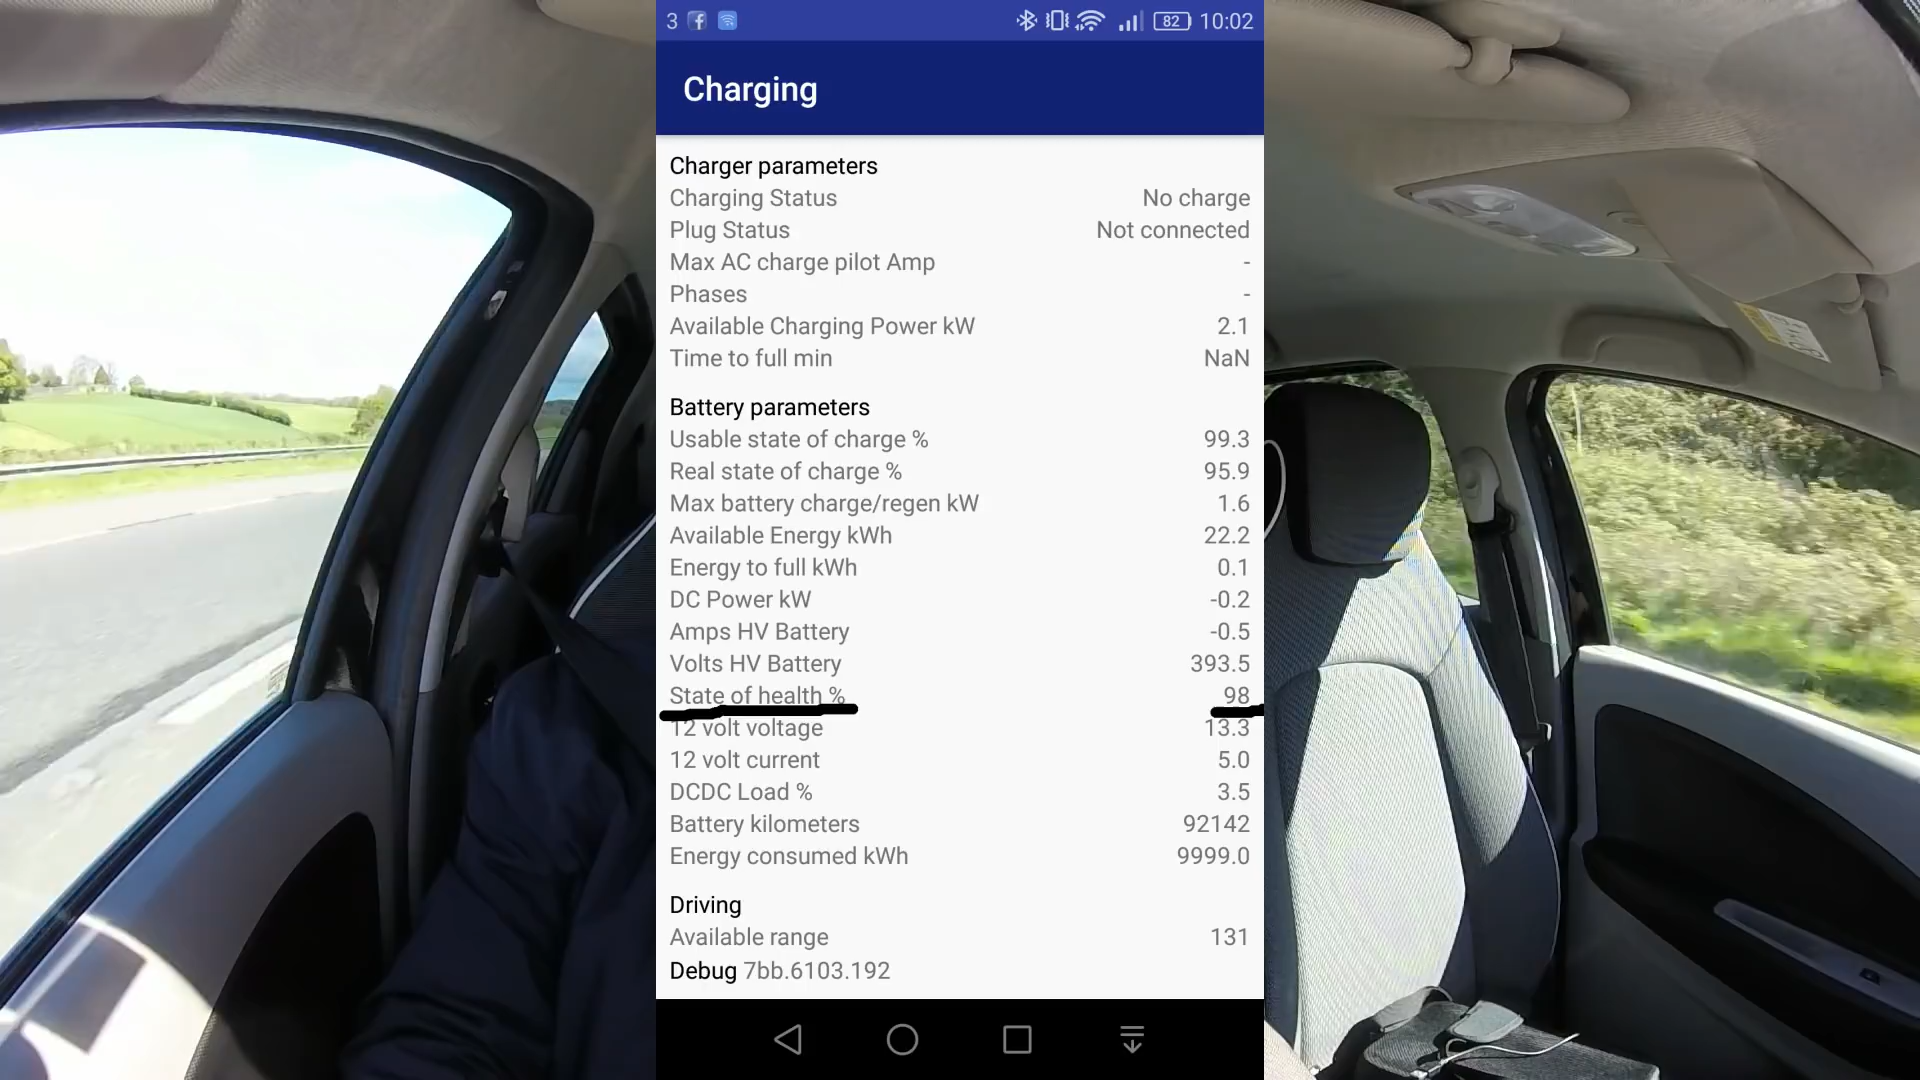 3 82 10:02
Charging
Charger parameters
Charging Status No charge
Plug Status Not connected
Max AC charge pilot Amp -
Phases -
Available Charging Power kW 2.1
Time to full min NaN
Battery parameters
Usable state of charge % 99.3
Real state of charge % 95.9
Max battery charge/regen kW 1.6
Available Energy kWh 22.2
Energy to full kWh 0.1
DC Power kW -0.2
Amps HV Battery -0.5
Volts HV Battery 393.5
State of health % 98
12 volt voltage 13.3
12 volt current 5.0
DCDC Load % 3.5
Battery kilometers 92142
Energy consumed kWh 9999.0
Driving
Available range 131
Debug 7bb.6103.192